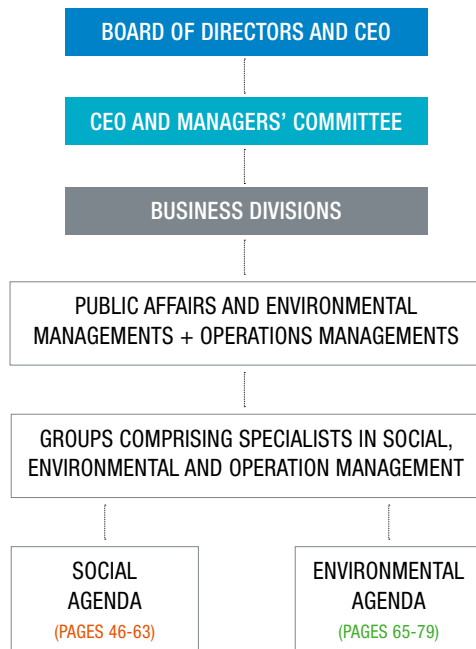 BOARD OF DIRECTORS AND CEO
CEO AND MANAGERS' COMMITTEE
BUSINESS DIVISIONS
PUBLIC AFFAIRS AND ENVIRONMENTAL
MANAGEMENTS + OPERATIONS MANAGEMENTS
GROUPS COMPRISING SPECIALISTS IN SOCIAL,
ENVIRONMENTAL AND OPERATION MANAGEMENT
SOCIAL
AGENDA
(PAGES 46-63)
ENVIRONMENTAL
AGENDA
(PAGES 65-79)